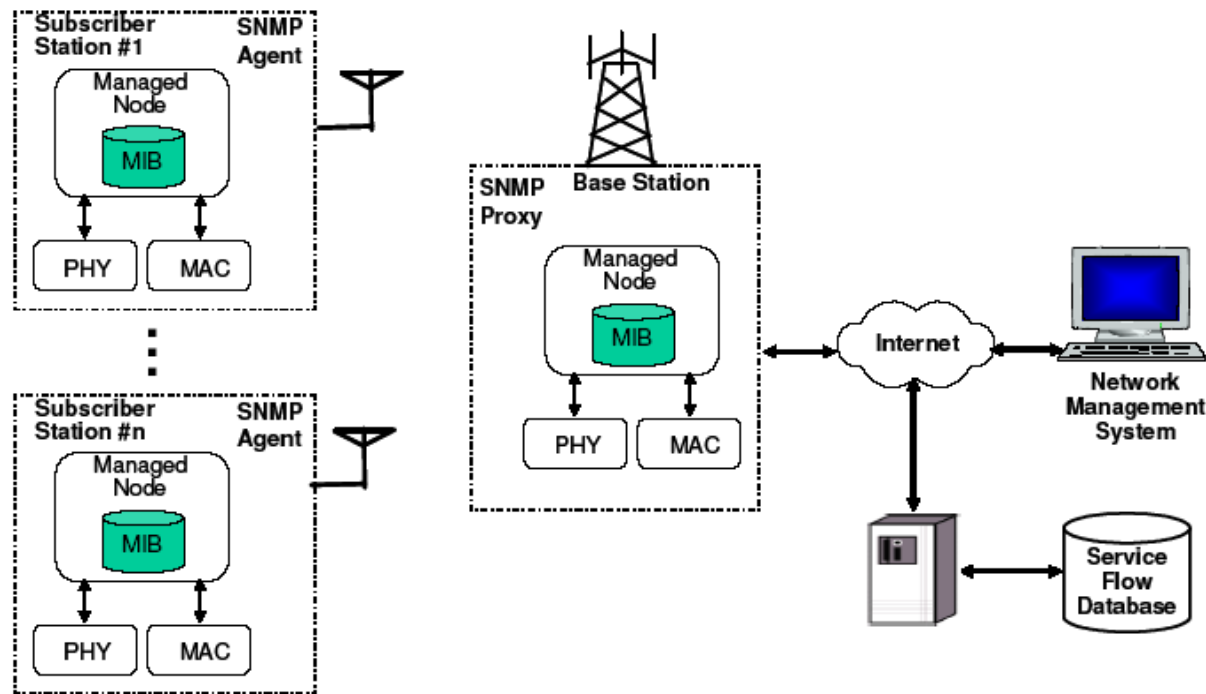 Subscriber
Station #1
SNMP
Agent
Managed
Node
MIB
PHY
MAC
Subscriber
Station #n
SNMP
Agent
Managed
Node
MIB
PHY
MAC
Base Station
SNMP
Proxy
Managed
Node
MIB
PHY
MAC
Internet
Network
Management
System
Service
Flow
Database